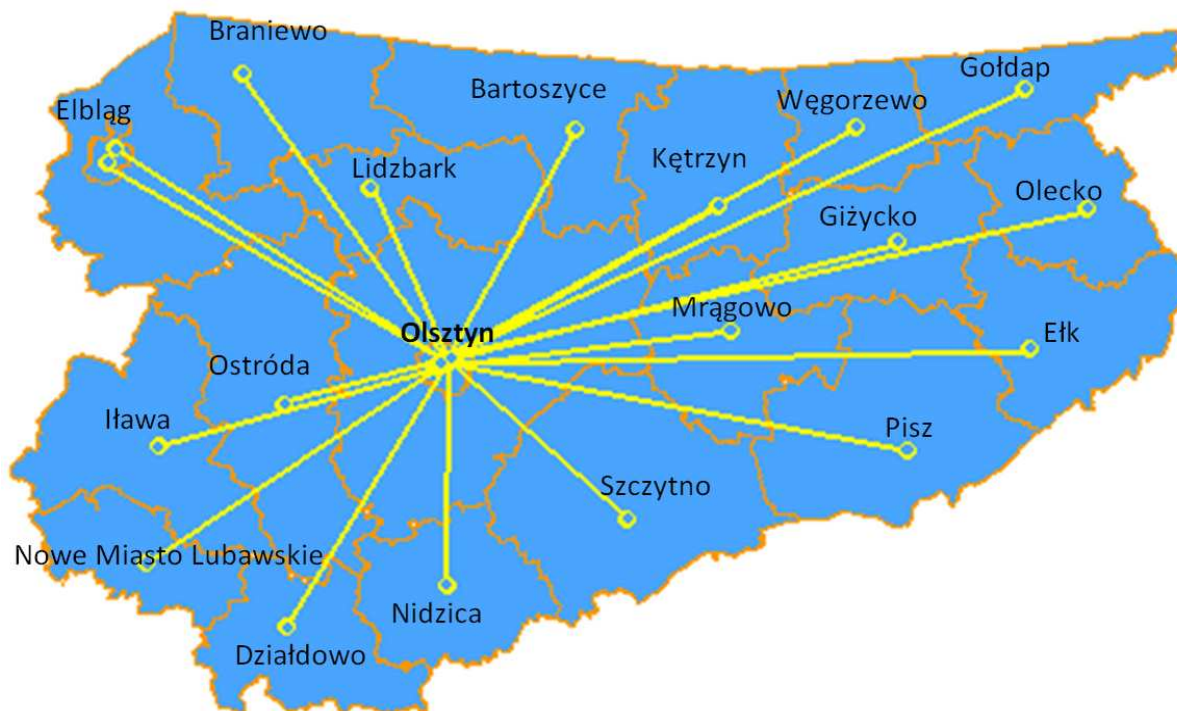 Braniewo
Gołdap
Bartoszyce
Węgorzewo
Elbląg
Kętrzyn
Lidzbark
Olecko
Giżycko
Mrągowo
Olsztyn
Ełk
Ostróda
Iława
Pisz
Szczytno
Nowe Miasto Lubawskie
Nidzica
Działdowo